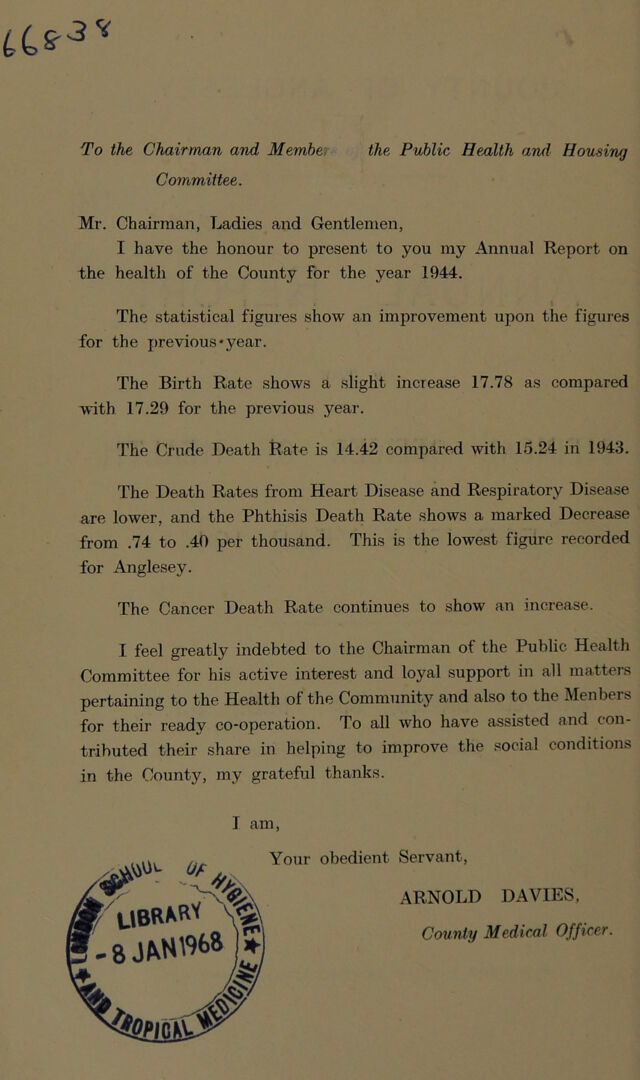 66838
To the Chairman and Member the Public Health and Housing
Committee.
Mr. Chairman, Ladies and Gentlemen,
I have the honour to present to you my Annual Report on
the health of the County for the year 1944.
The statistical figures show an improvement upon the figures
for the previous year.
The Birth Rate shows a slight increase 17.78 as compared
with 17.29 for the previous year.
The Crude Death Rate is 14.42 compared with 15.24 in 1943.
The Death Rates from Heart Disease and Respiratory Disease
are lower, and the Phthisis Death Rate shows a marked Decrease
from .74 to .40 per thousand. This is the lowest figure recorded
for Anglesey.
The Cancer Death Rate continues to show an increase.
I feel greatly indebted to the Chairman of the Public Health
Committee for his active interest and loyal support in all matters
pertaining to the Health of the Community and also to the Menbers
for their ready co-operation. To all who have assisted and con-
tributed their share in helping to improve the social conditions
in the County, my grateful thanks.
I am,
Your obedient Servant,
ARNOLD DAVIES,
County Medical Officer.
LONDON SCHOOL OF HYGIENE
AND TROPICAL MEDICINE
LIBRARY
-8 JAN 1968